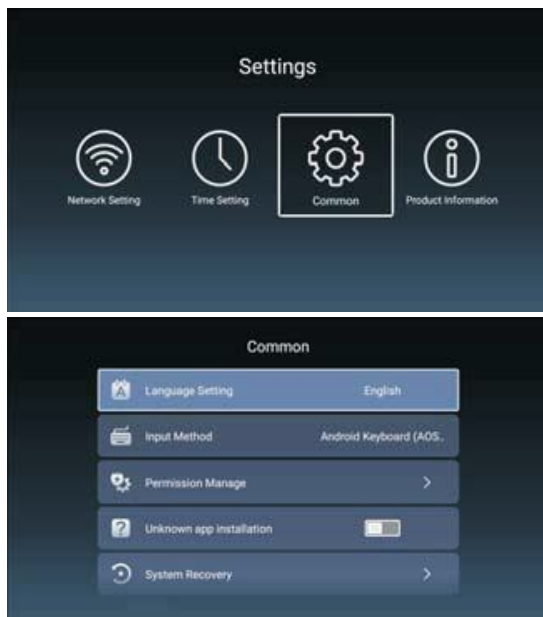 Settings
Network Setting
Time Setting
Common
Product Information
Common
Language Setting English
Input Method Android Keyboard (AOS..
Permission Manage
Unknown app installation
System Recovery